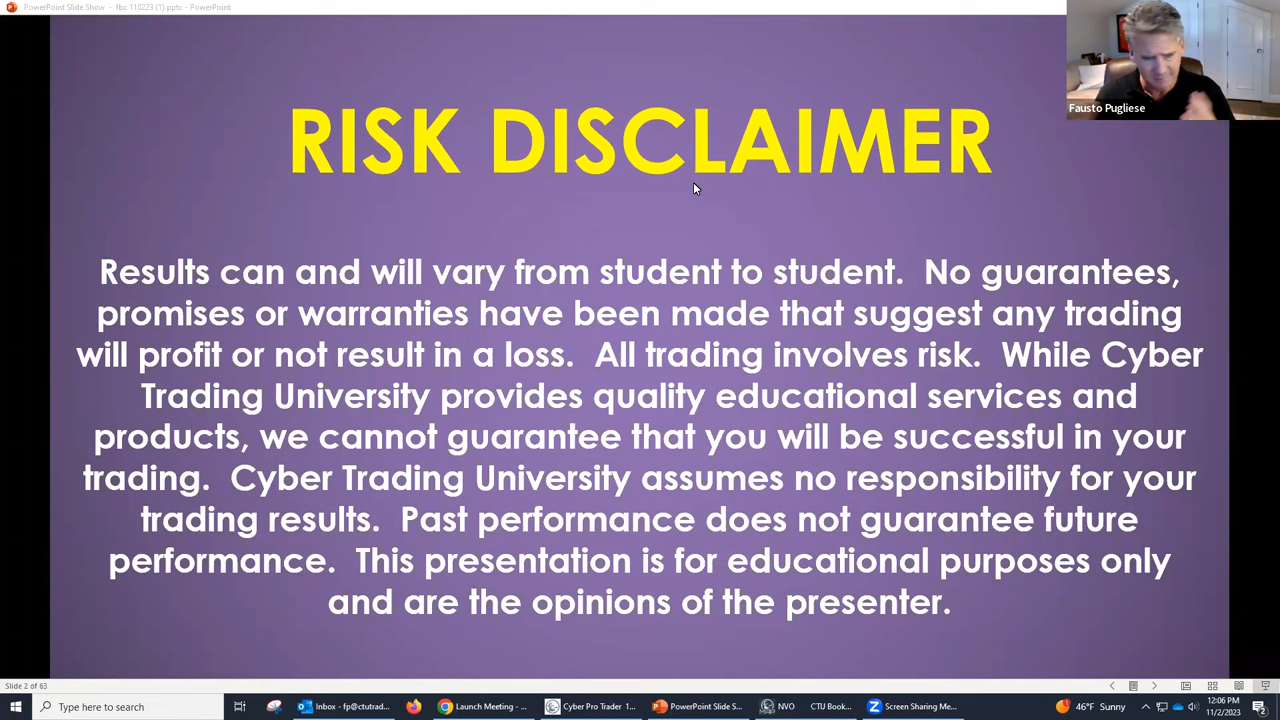 PowerPoint Slide Show - fbc 110223 (1).pptx - PowerPoint
Fausto Pugliese
RISK DISCLAIMER
Results can and will vary from student to student. No guarantees,
promises or warranties have been made that suggest any trading
will profit or not result in a loss. All trading involves risk. While Cyber
Trading University provides quality educational services and
products, we cannot guarantee that you will be successful in your
trading. Cyber Trading University assumes no responsibility for your
trading results. Past performance does not guarantee future
performance. This presentation is for educational purposes only
and are the opinions of the presenter.
Slide 2 of 63
Type here to search
Inbox - fp@ctutrad...
Launch Meeting - ...
Cyber Pro Trader 1...
PowerPoint Slide S...
NVO
CTU Book...
Screen Sharing Me...
46°F Sunny
12:06 PM
11/2/2023
2